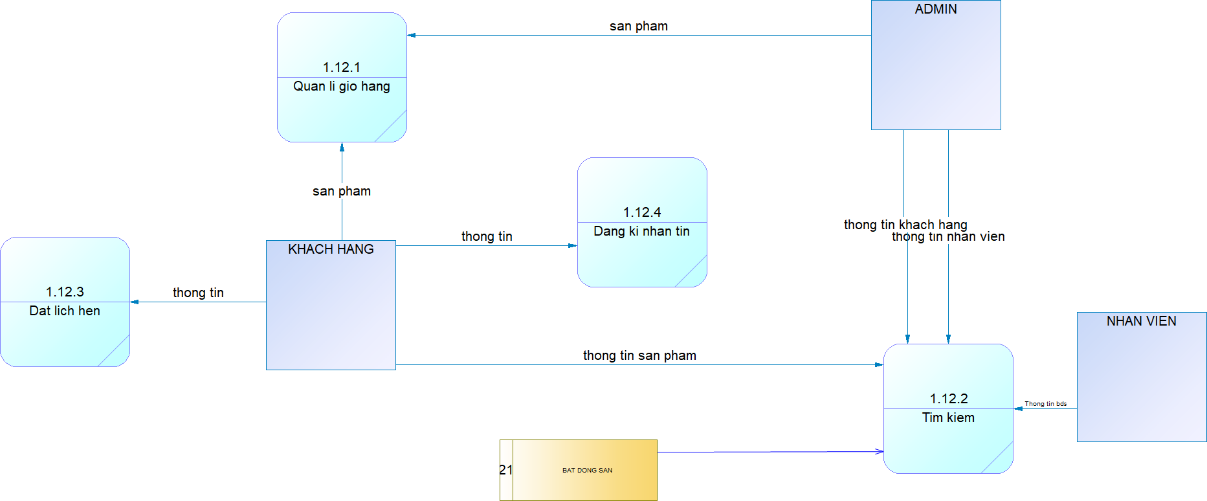 ADMIN
san pham
1.12.1
Quan li gio hang
san pham
1.12.4
Dang ki nhan tin
thong tin khach hang
thong tin nhan vien
thong tin
KHACH HANG
1.12.3
Dat lich hen
thong tin
NHAN VIEN
thong tin san pham
1.12.2
Tim kiem
Thong tin bds
21
BAT DONG SAN